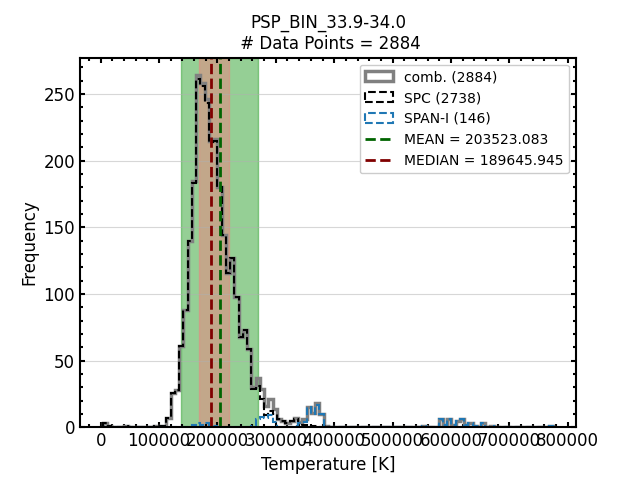 PSP_BIN_33.9-34.0
# Data Points = 2884
comb. (2884)
SPC (2738)
SPAN-I (146)
MEAN = 203523.083
MEDIAN = 189645.945
Frequency
250
200
150
100
50
0
0 100000 200000 300000 400000 500000 600000 700000 800000
Temperature [K]